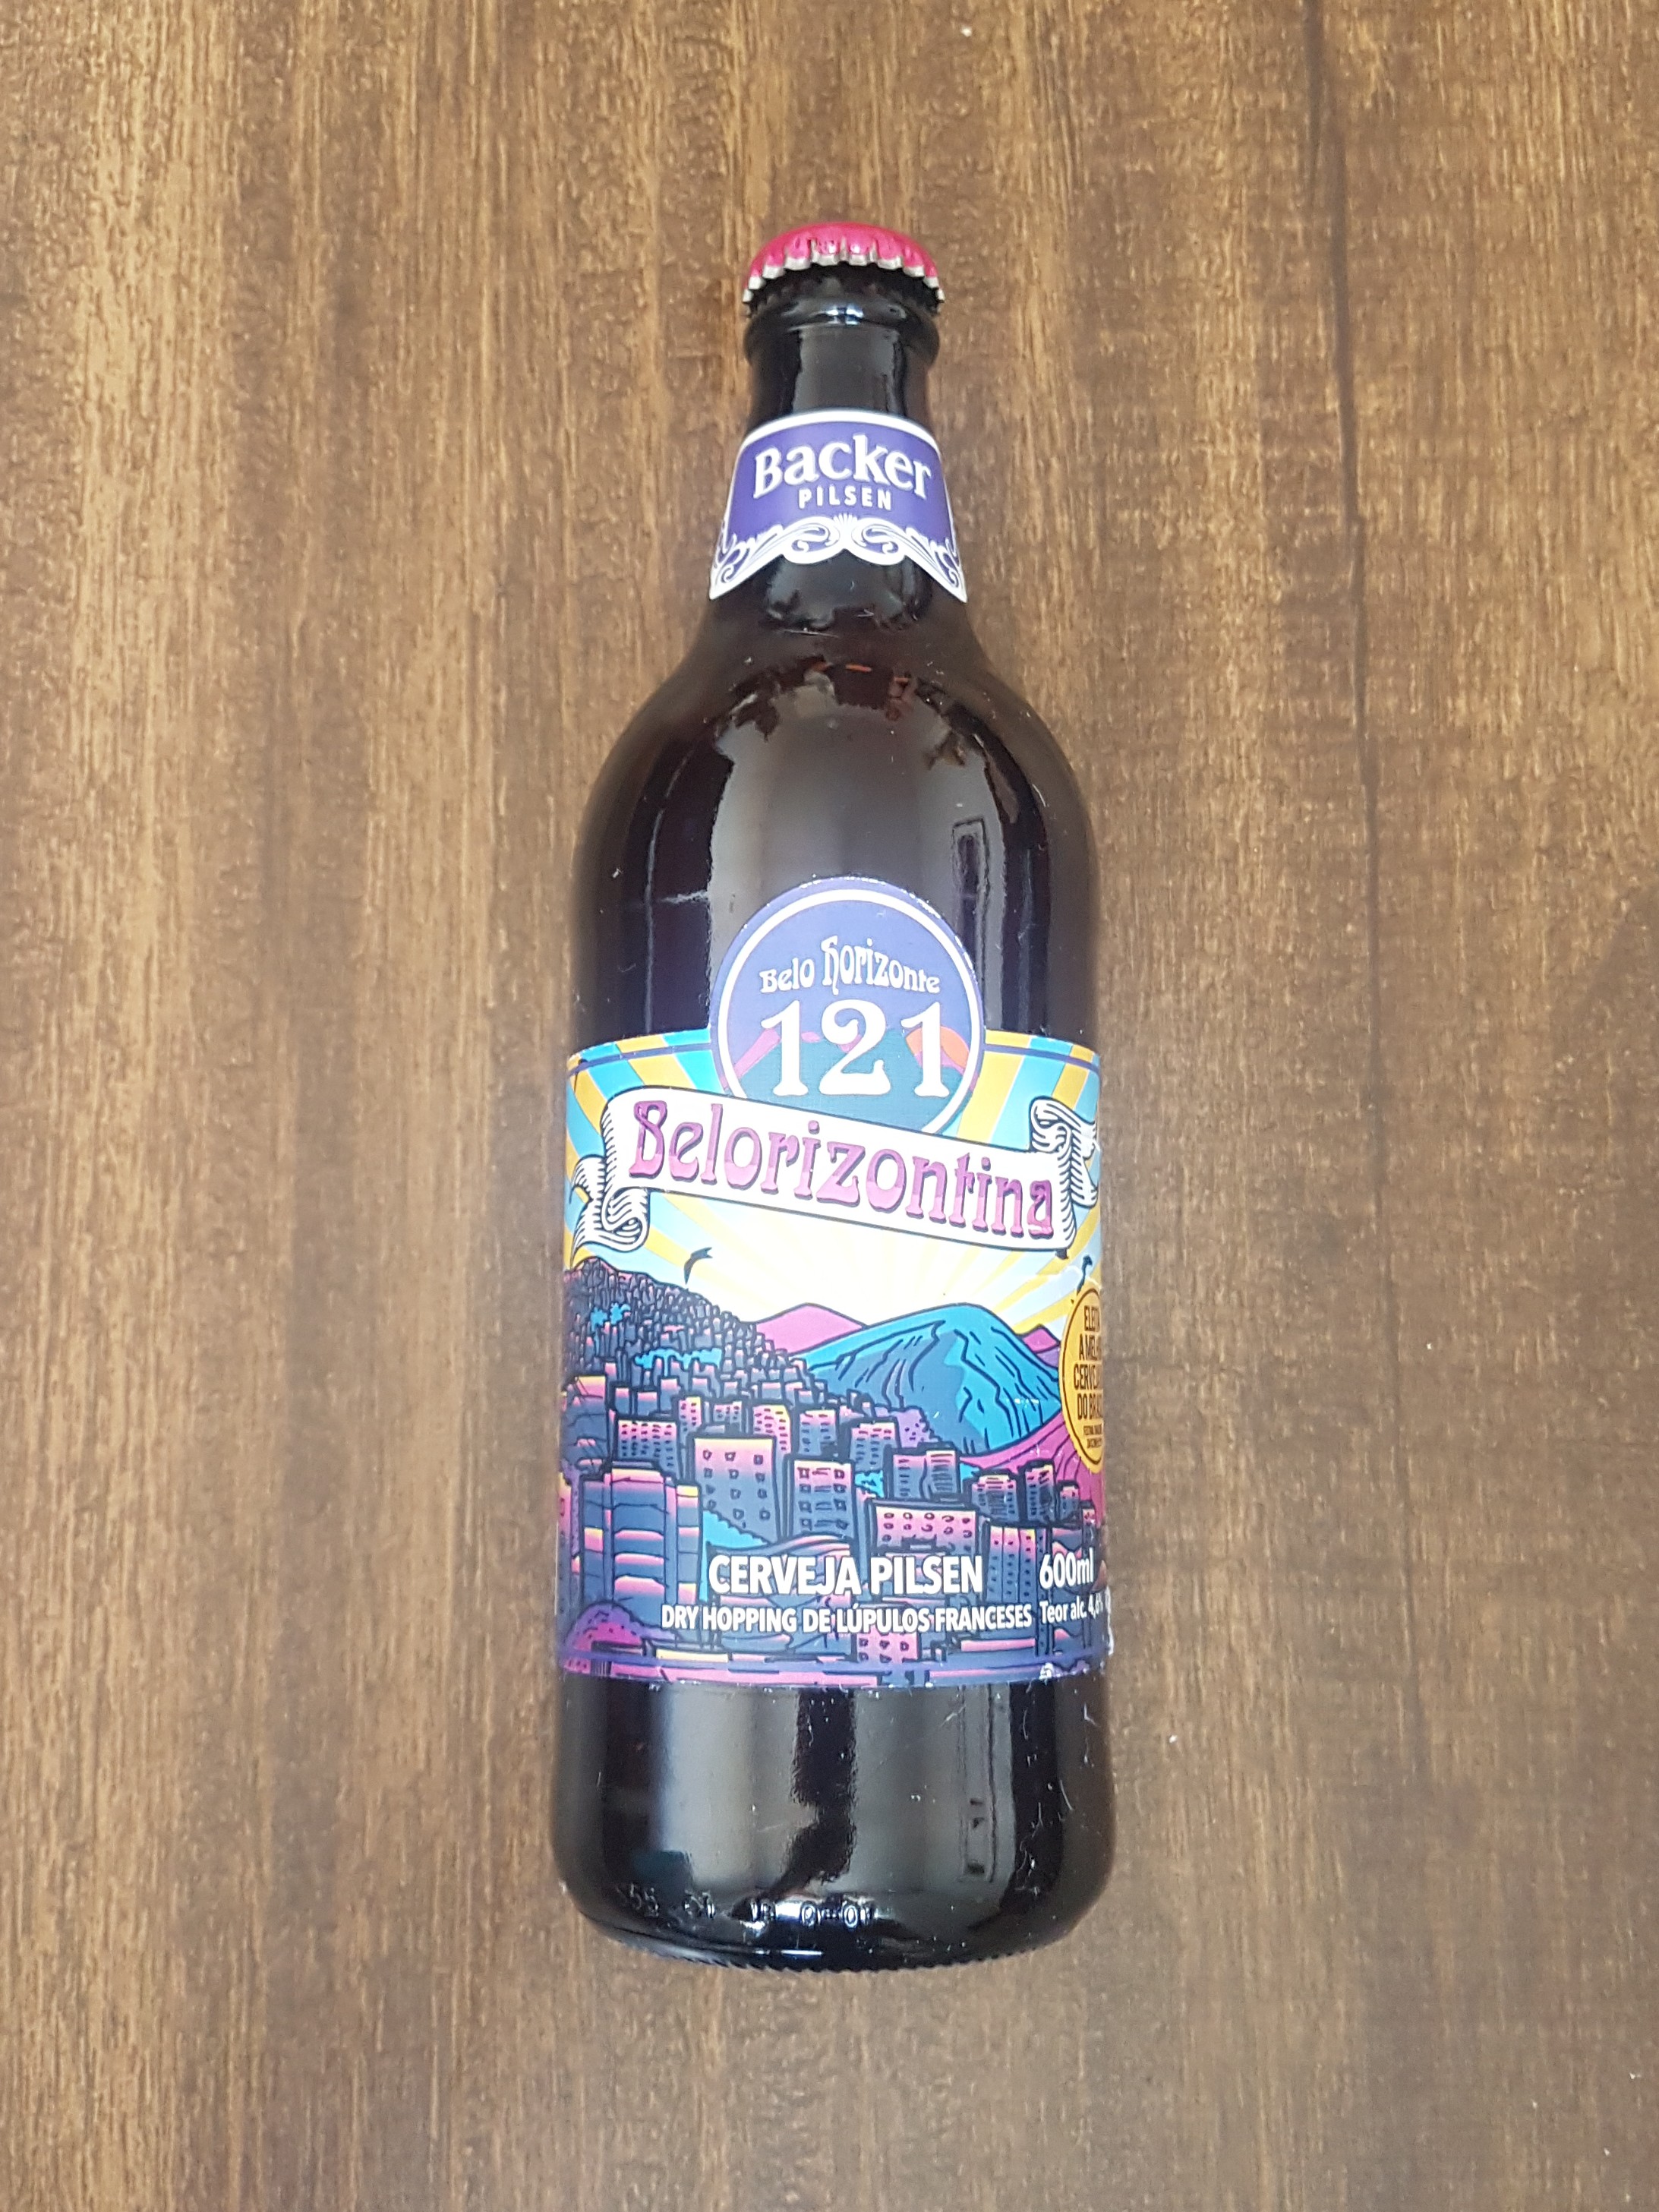 Backer
PILSEN
Belo Horizonte
121
Belorizontina
CERVEJA PILSEN
600ml
DRY HOPPING DE LÚPULOS FRANCESES
Teor alc.